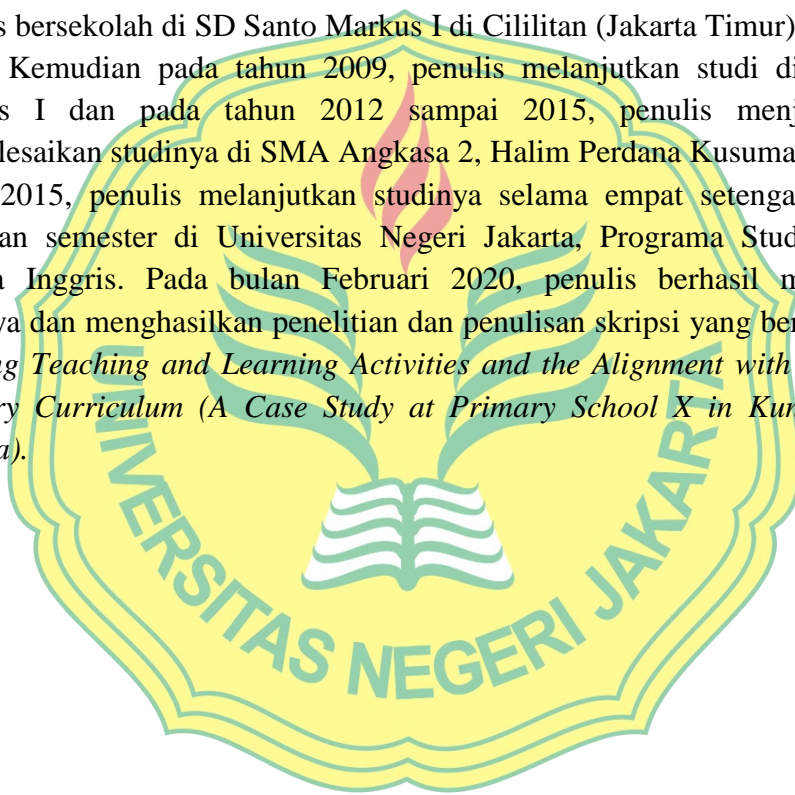 s bersekolah di SD Santo Markus I di Cililitan (Jakarta Timur)
Kemudian pada tahun 2009, penulis melanjutkan studi di
s I dan pada tahun 2012 sampai 2015, penulis menj
lesaikan studinya di SMA Angkasa 2, Halim Perdana Kusuma
2015, penulis melanjutkan studinya selama empat setenga
an semester di Universitas Negeri Jakarta, Programa Stud
a Inggris. Pada bulan Februari 2020, penulis berhasil m
ya dan menghasilkan penelitian dan penulisan skripsi yang ber
ng Teaching and Learning Activities and the Alignment with
ry Curriculum (A Case Study at Primary School X in Kun
a).
UNIVERSITAS NEGERI JAKARTA